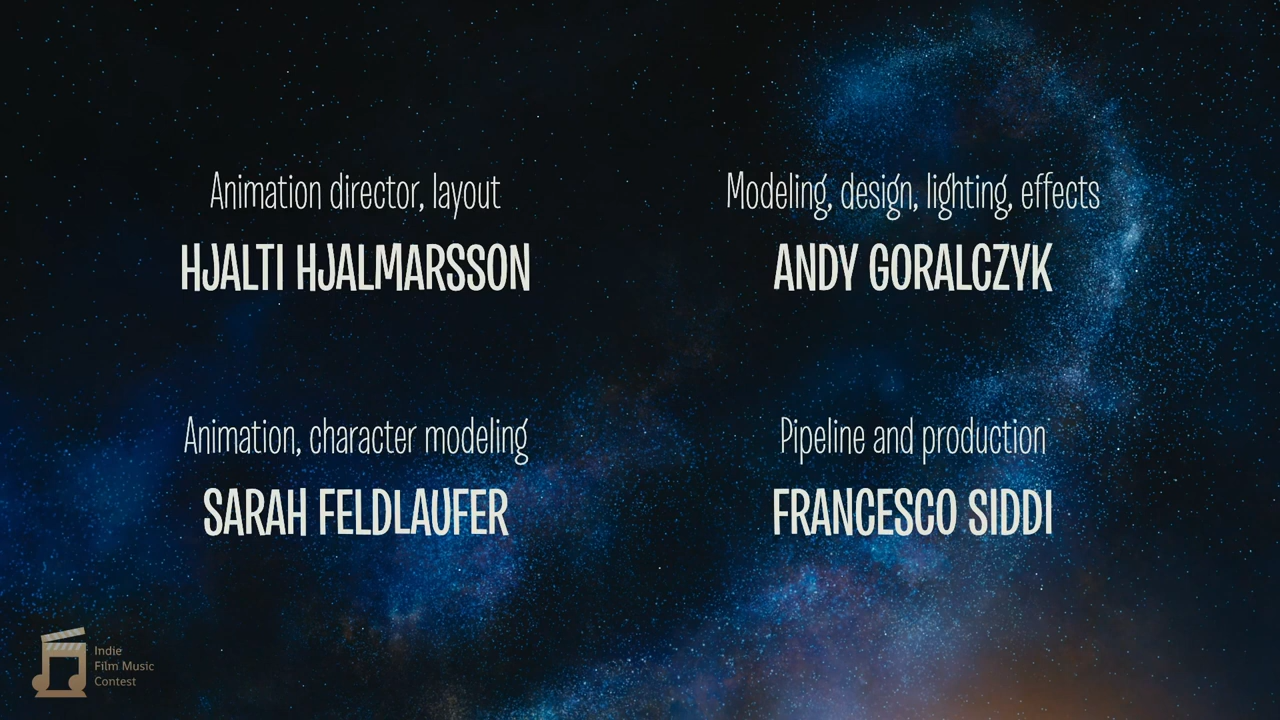 Animation director, layout
HJALTI HJALMARSSON
Modeling, design, lighting, effects
ANDY GORALCZYK
Animation, character modeling
SARAH FELDLAUFER
Pipeline and production
FRANCESCO SIDDI
Indie
Film Music
Contest